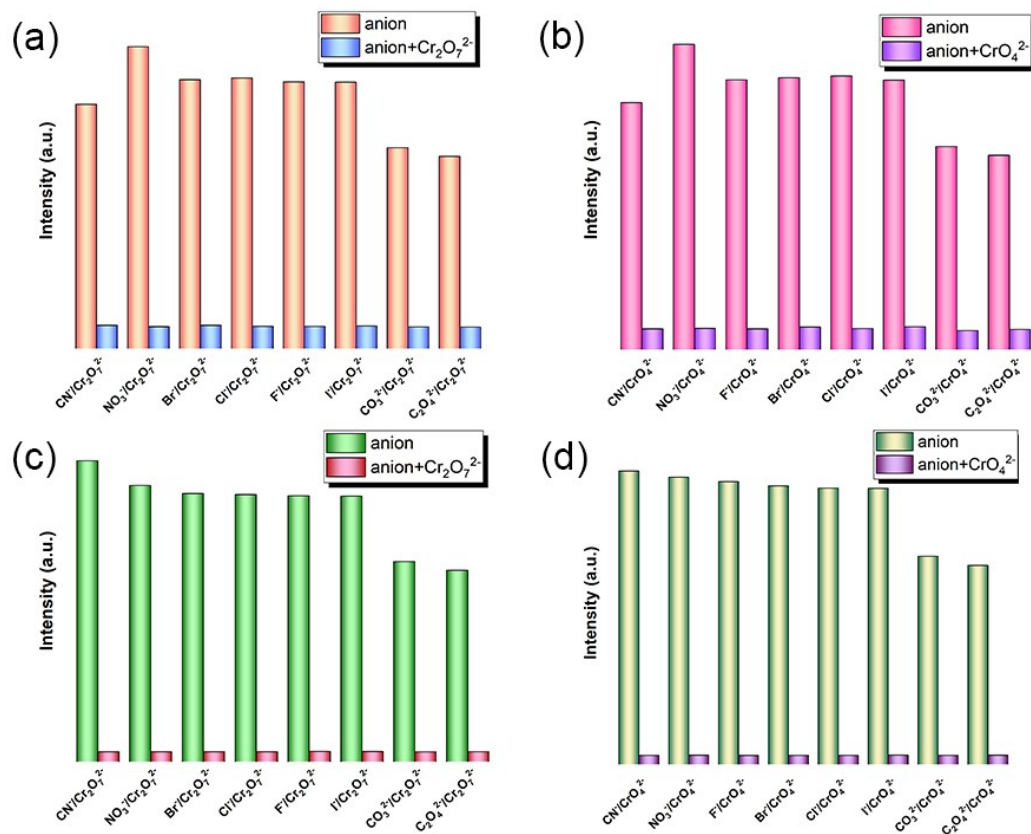 (a)
anion
anion+Cr₂O₇²⁻
Intensity (a.u.)
CN⁻/Cr₂O₇²⁻
NO₃⁻/Cr₂O₇²⁻
Br⁻/Cr₂O₇²⁻
Cl⁻/Cr₂O₇²⁻
F⁻/Cr₂O₇²⁻
I⁻/Cr₂O₇²⁻
CO₃²⁻/Cr₂O₇²⁻
C₂O₄²⁻/Cr₂O₇²⁻
(b)
anion
anion+CrO₄²⁻
Intensity (a.u.)
CN⁻/CrO₄²⁻
NO₃⁻/CrO₄²⁻
F⁻/CrO₄²⁻
Br⁻/CrO₄²⁻
Cl⁻/CrO₄²⁻
I⁻/CrO₄²⁻
CO₃²⁻/CrO₄²⁻
C₂O₄²⁻/CrO₄²⁻
(c)
anion
anion+Cr₂O₇²⁻
Intensity (a.u.)
CN⁻/Cr₂O₇²⁻
NO₃⁻/Cr₂O₇²⁻
Br⁻/Cr₂O₇²⁻
Cl⁻/Cr₂O₇²⁻
F⁻/Cr₂O₇²⁻
I⁻/Cr₂O₇²⁻
CO₃²⁻/Cr₂O₇²⁻
C₂O₄²⁻/Cr₂O₇²⁻
(d)
anion
anion+CrO₄²⁻
Intensity (a.u.)
CN⁻/CrO₄²⁻
NO₃⁻/CrO₄²⁻
F⁻/CrO₄²⁻
Br⁻/CrO₄²⁻
Cl⁻/CrO₄²⁻
I⁻/CrO₄²⁻
CO₃²⁻/CrO₄²⁻
C₂O₄²⁻/CrO₄²⁻